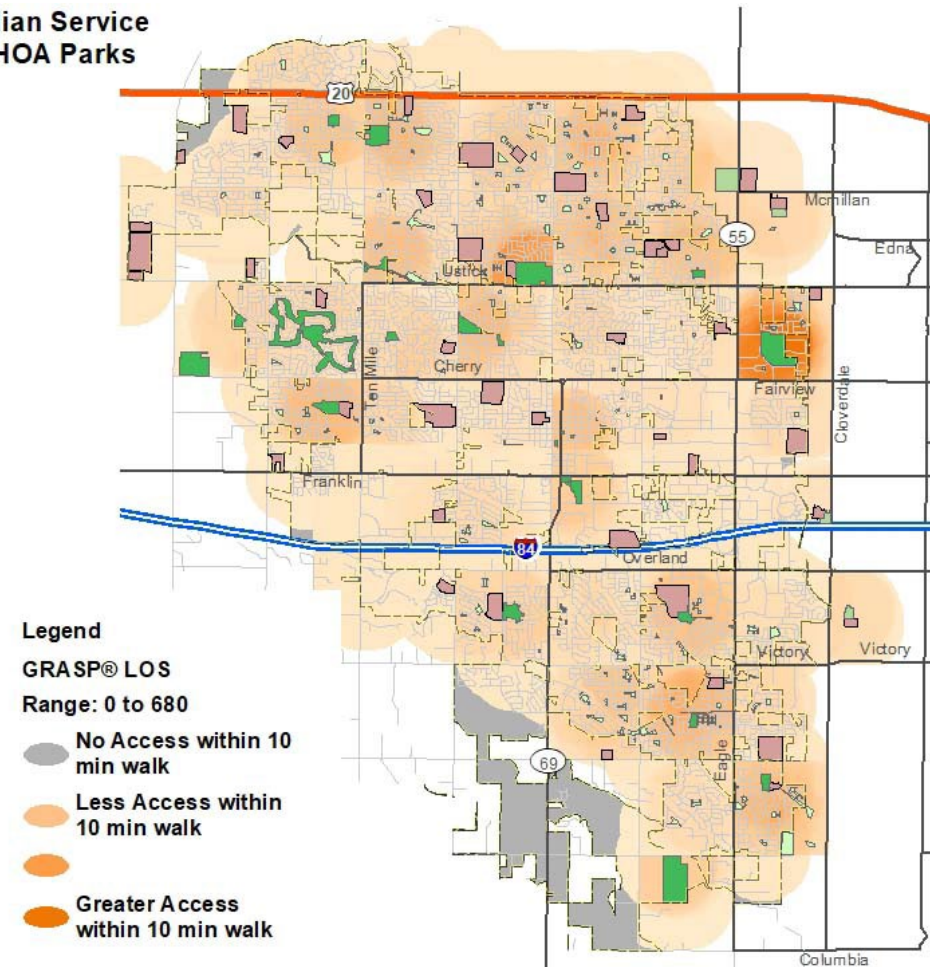 ian Service
HOA Parks
20
Mcmillan
55
Edna
Ustick
Ten Mile
Cherry
Fairview
Cloverdale
Franklin
84
Overland
Victory
Victory
Legend
GRASP® LOS
Range: 0 to 680
No Access within 10
min walk
Less Access within
10 min walk
Greater Access
within 10 min walk
69
Eagle
Columbia